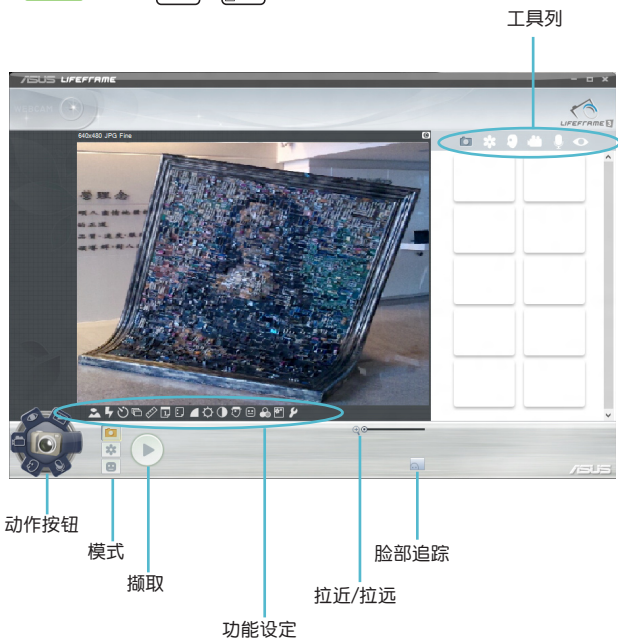 工具列
ASUS LIFEFRAME
WEBCAM
LIFEFRAME 3
640x480 JPG Fine
ASUS
动作按钮
模式
脸部追踪
撷取
拉近/拉远
功能设定